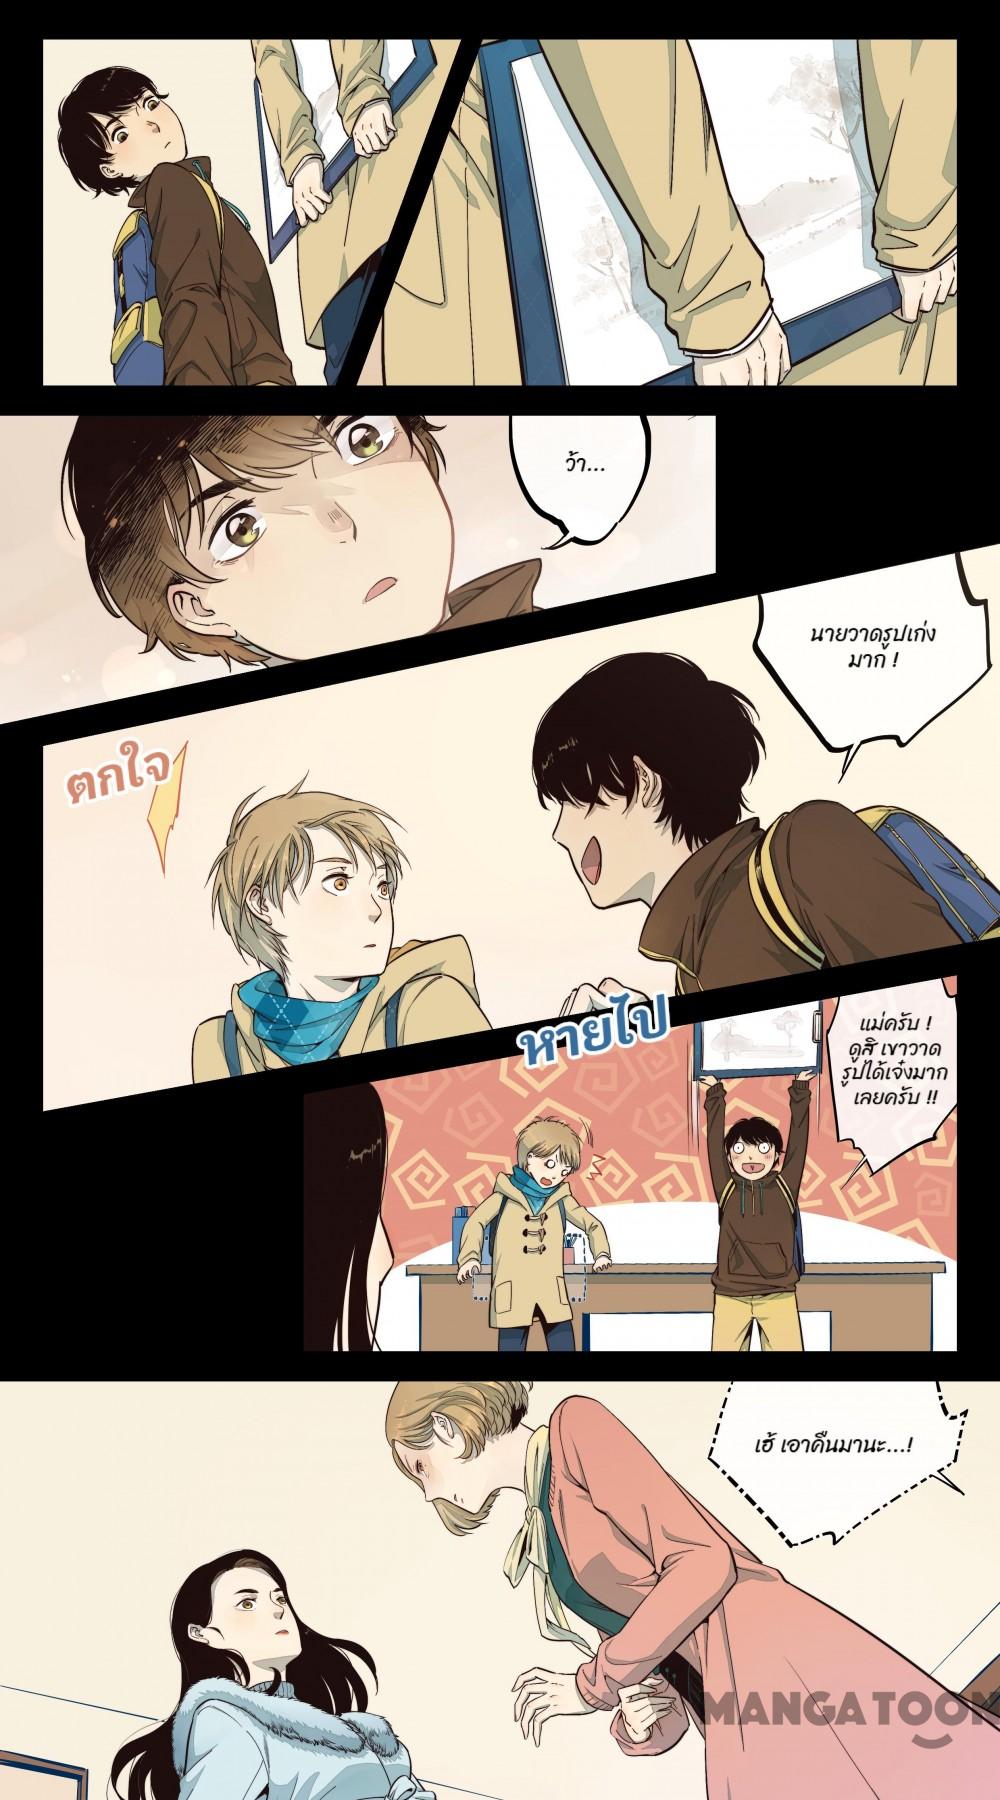 ว้า...
นายวาดรูปเก่ง
มาก !
ตกใจ
หายไป
แม่ครับ !
ดูสิ เขาวาด
รูปได้เจ๋งมาก
เลยครับ !!
เฮ้ เอาคืนมานะ...!
MANGATOON